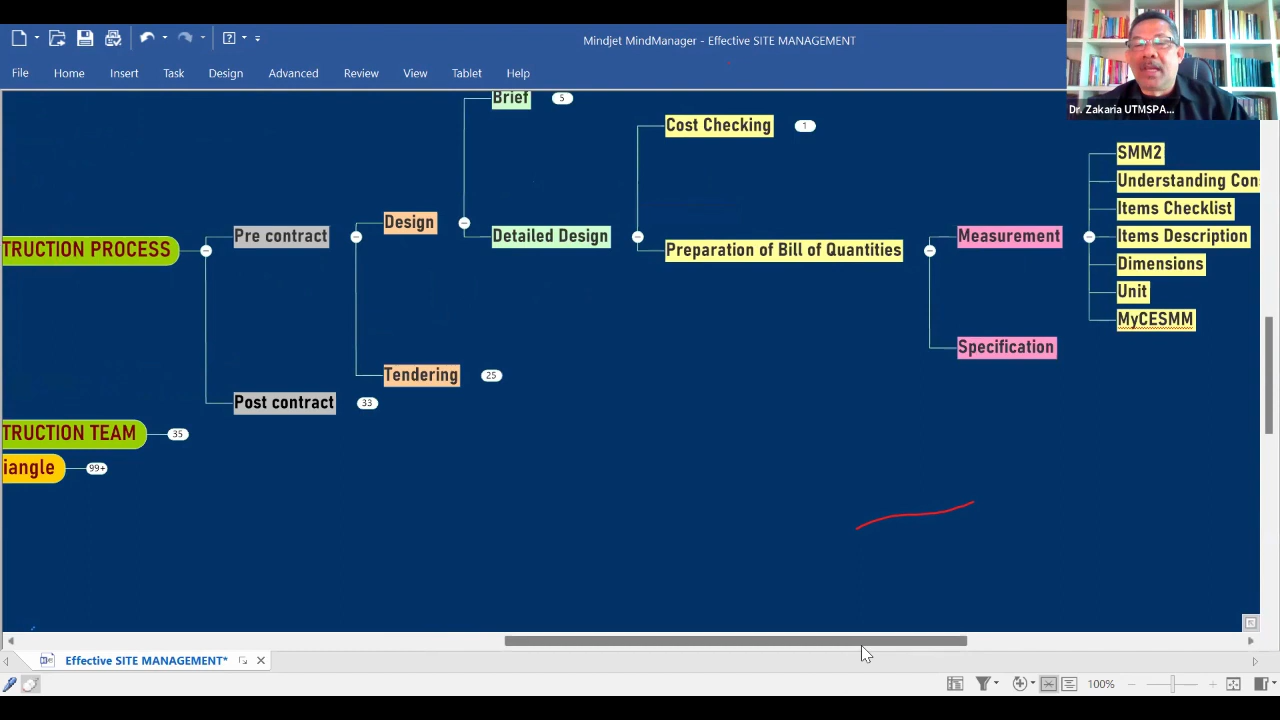 Mindjet MindManager - Effective SITE MANAGEMENT
Dr. Zakaria UTMSPA...
File Home Insert Task Design Advanced Review View Tablet Help
Brief 5
Cost Checking 1
SMM2
Understanding Con
Design
Items Checklist
TRUCTION PROCESS Pre contract Detailed Design Preparation of Bill of Quantities Measurement Items Description
Dimensions
Unit
MyCESMM
Specification
Tendering 25
Post contract 33
TRUCTION TEAM 35
iangle 99+
Effective SITE MANAGEMENT*
100%